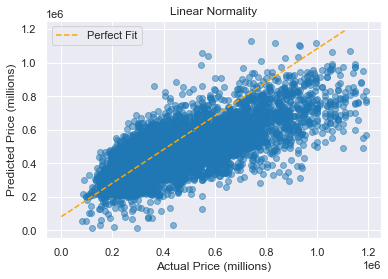 Linear Normality
1e6
Perfect Fit
1.2
1.0
0.8
0.6
0.4
0.2
0.0
Predicted Price (millions)
0.0 0.2 0.4 0.6 0.8 1.0 1.2
1e6
Actual Price (millions)